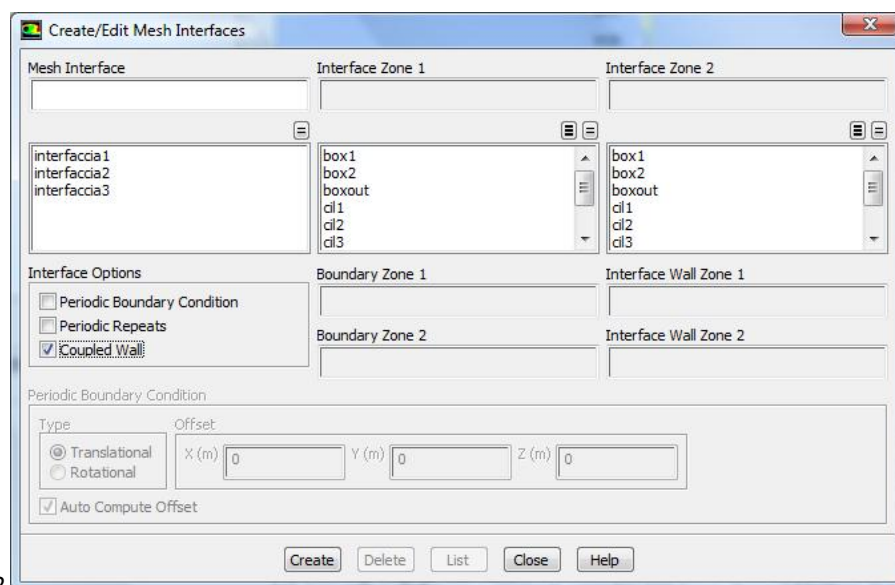 Create/Edit Mesh Interfaces
Mesh Interface
Interface Zone 1
Interface Zone 2
interfaccia1
interfaccia2
interfaccia3
box1
box2
boxout
cil1
cil2
cil3
box1
box2
boxout
cil1
cil2
cil3
Interface Options
Periodic Boundary Condition
Periodic Repeats
Coupled Wall
Boundary Zone 1
Interface Wall Zone 1
Boundary Zone 2
Interface Wall Zone 2
Periodic Boundary Condition
Type
Translational
Rotational
Offset
X (m) 0 Y (m) 0 Z (m) 0
Auto Compute Offset
Create Delete List Close Help